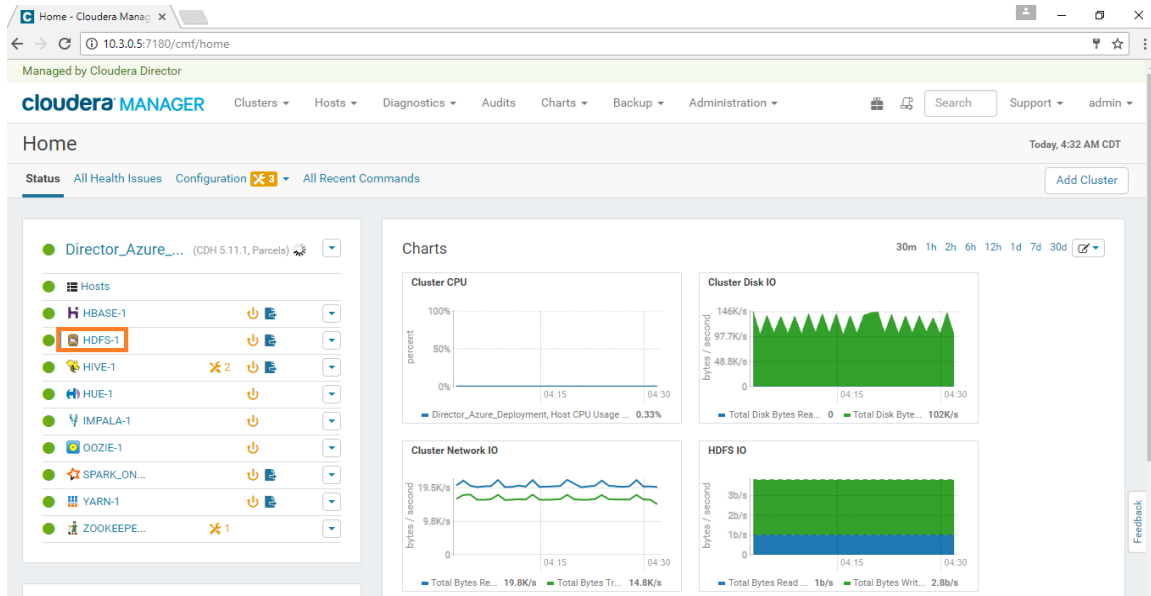 Home - Cloudera Manag
10.3.0.5:7180/cmf/home
Managed by Cloudera Director
cloudera MANAGER Clusters Hosts Diagnostics Audits Charts Backup Administration Search Support admin
Home Today, 4:32 AM CDT
Status All Health Issues Configuration 3 All Recent Commands Add Cluster
Director_Azure_... (CDH 5.11.1, Parcels)
Hosts
HBASE-1
HDFS-1
HIVE-1 2
HUE-1
IMPALA-1
OOZIE-1
SPARK_ON...
YARN-1
ZOOKEEPE... 1
Charts 30m 1h 2h 6h 12h 1d 7d 30d
Cluster CPU
percent
100%
50%
0%
04:15 04:30
Director_Azure_Deployment, Host CPU Usage ... 0.33%
Cluster Disk IO
bytes / second
146K/s
97.7K/s
48.8K/s
0
04:15 04:30
Total Disk Bytes Rea... 0 Total Disk Byte... 102K/s
Cluster Network IO
bytes / second
19.5K/s
9.8K/s
0
04:15 04:30
Total Bytes Re... 19.8K/s Total Bytes Tr... 14.8K/s
HDFS IO
bytes / second
3b/s
2b/s
1b/s
0
04:15 04:30
Total Bytes Read ... 1b/s Total Bytes Writ... 2.8b/s
Feedback